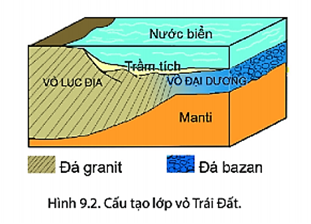 Nước biển
Trầm tích
VỎ LỤC ĐỊA
VỎ ĐẠI DƯƠNG
Manti
Đá granit
Đá bazan
Hình 9.2. Cấu tạo lớp vỏ Trái Đất.